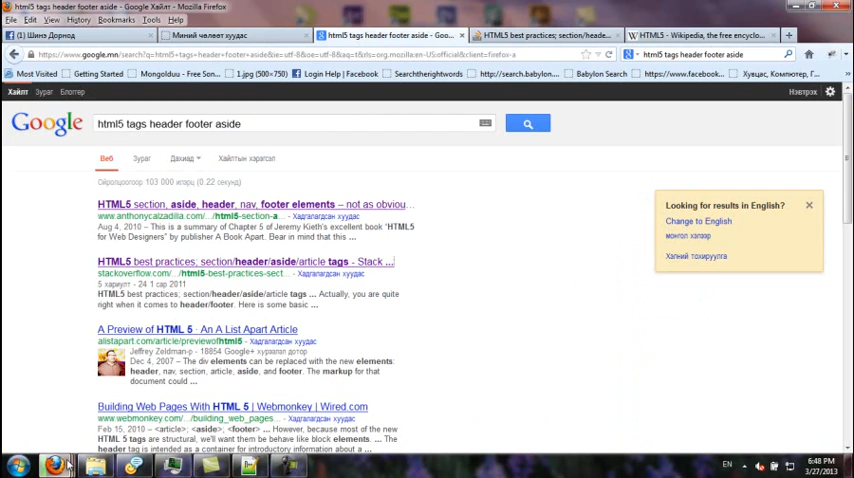 html5 tags header footer aside - Google Хайлт - Mozilla Firefox
File Edit View History Bookmarks Tools Help
(1) Шинэ Дорнод
Миний чөлөөт хуудас
html5 tags header footer aside - Goo...
HTML5 best practices; section/heade...
HTML5 - Wikipedia, the free encyclo...
https://www.google.mn/search?q=html5+tags+header+footer+aside&ie=utf-8&oe=utf-8&aq=t&rls=org.mozilla:en-US:official&client=firefox-a
html5 tags header footer aside
Most Visited Getting Started Mongolduu - Free Son... 1.jpg (500×750) Login Help | Facebook Searchtherightwords http://search.babylon... Babylon Search https://www.facebook... Хувцас, Компьютер, Г...
Хайлт Зураг Блоггер Нэвтрэх
Google html5 tags header footer aside
Веб Зураг Дахиад Хайлтын хэрэгсэл
Ойролцоогоор 103 000 илэрц (0.22 секунд)
HTML5 section, aside, header, nav, footer elements – not as obviou...
www.anthonycalzadilla.com/.../html5-section-a... - Хадгалагдсан хуудас
Aug 4, 2010 – This is a summary of Chapter 5 of Jeremy Kieth's excellent book "HTML5
for Web Designers" by publisher A Book Apart. Bear in mind that this ...
HTML5 best practices; section/header/aside/article tags - Stack ...
stackoverflow.com/.../html5-best-practices-sect... - Хадгалагдсан хуудас
5 хариулт - 24 1 сар 2011
HTML5 best practices; section/header/aside/article tags ... Actually, you are quite
right when it comes to header/footer. Here is some basic ...
A Preview of HTML 5 · An A List Apart Article
alistapart.com/article/previewofhtml5 - Хадгалагдсан хуудас
Jeffrey Zeldman-р - 18854 Google+ хүрээлэл дотор
Dec 4, 2007 – The div elements can be replaced with the new elements:
header, nav, section, article, aside, and footer. The markup for that
document could ...
Building Web Pages With HTML 5 | Webmonkey | Wired.com
www.webmonkey.com/.../building_web_pages... - Хадгалагдсан хуудас
Feb 15, 2010 – <article>; <aside>; <footer> ... However, because most of the new
HTML 5 tags are structural, we'll want them be behave like block elements. ... The
header tag is intended as a container for introductory information about a
Looking for results in English?
Change to English
монгол хэлээр
Хэлний тохируулга
EN
6:48 PM
3/27/2013